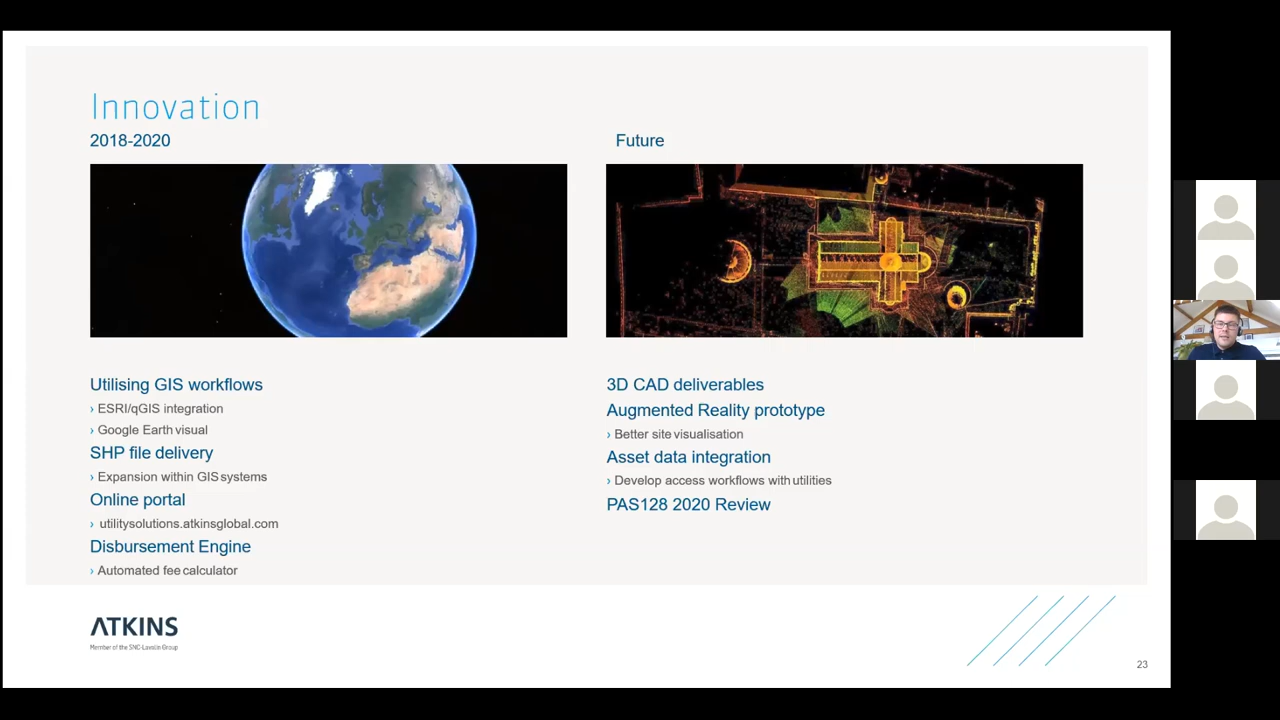 Innovation
2018-2020
Utilising GIS workflows
› ESRI/qGIS integration
› Google Earth visual
SHP file delivery
› Expansion within GIS systems
Online portal
› utilitysolutions.atkinsglobal.com
Disbursement Engine
› Automated fee calculator
Future
3D CAD deliverables
Augmented Reality prototype
› Better site visualisation
Asset data integration
› Develop access workflows with utilities
PAS128 2020 Review
ATKINS
Member of the SNC-Lavalin Group
23